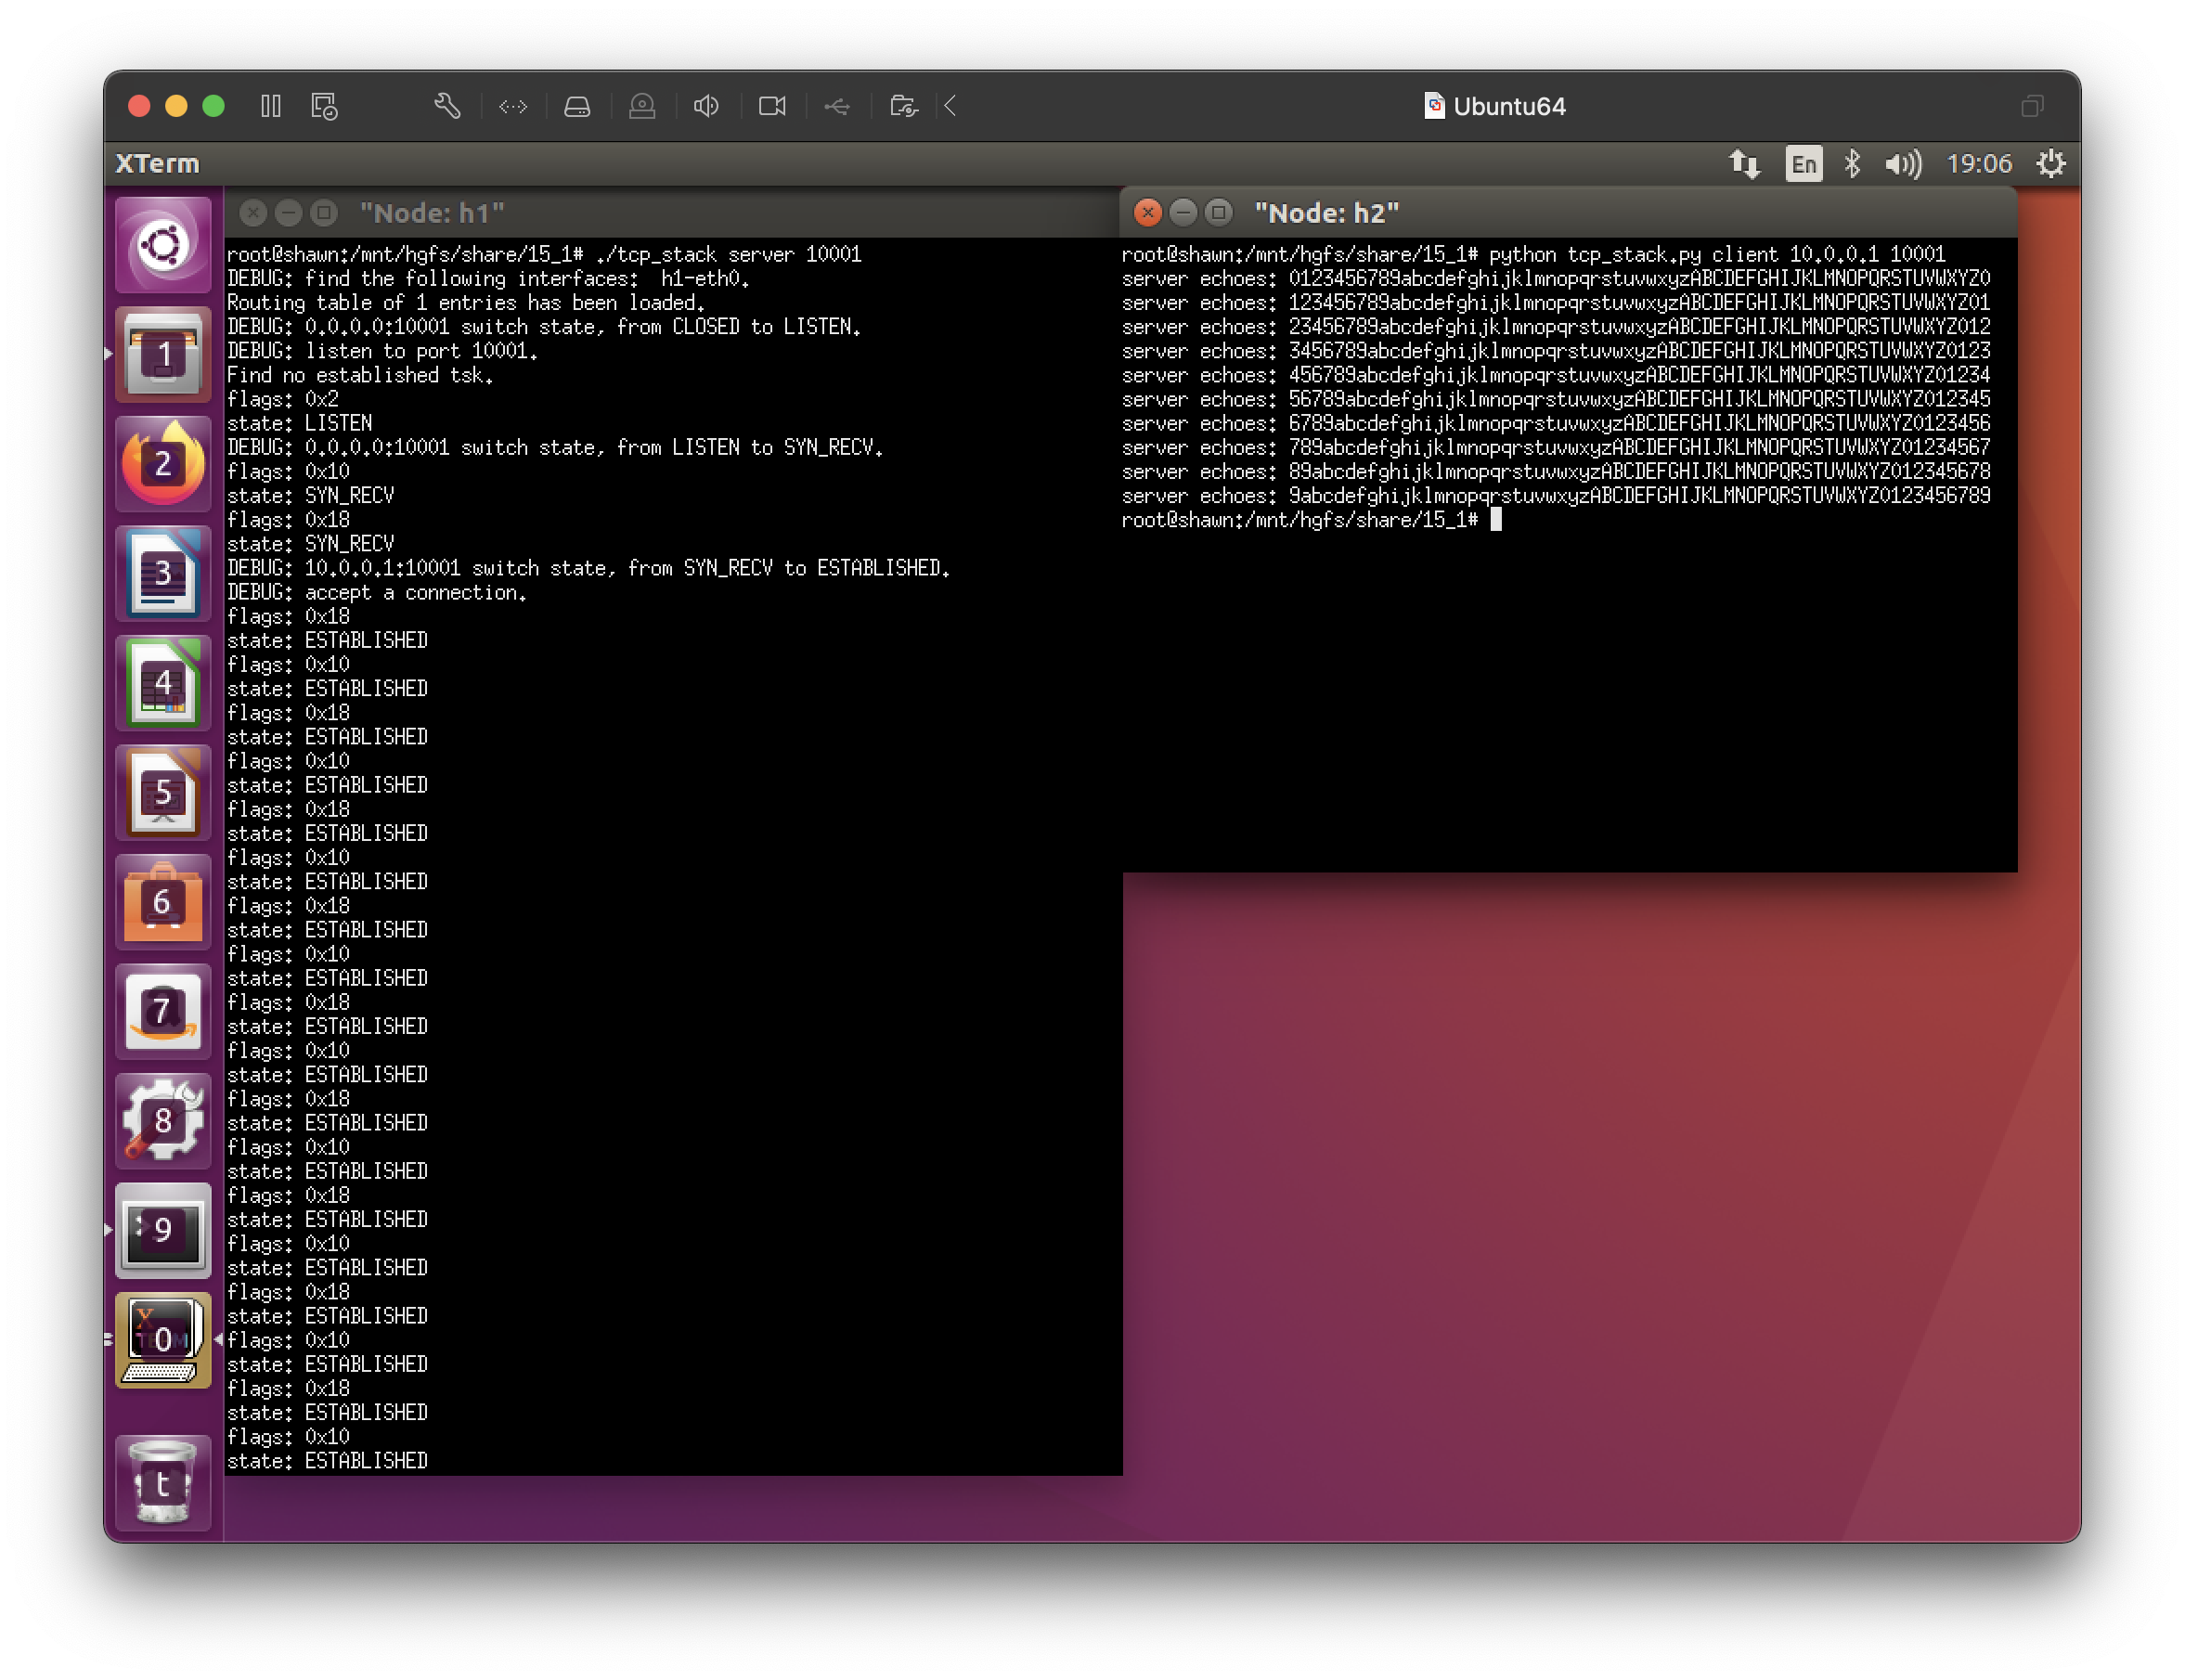 Ubuntu64
XTerm
En
19:06
"Node: h1"
root@shawn:/mnt/hgfs/share/15_1# ./tcp_stack server 10001
DEBUG: find the following interfaces:  h1-eth0.
Routing table of 1 entries has been loaded.
DEBUG: 0.0.0.0:10001 switch state, from CLOSED to LISTEN.
DEBUG: listen to port 10001.
Find no established tsk.
flags: 0x2
state: LISTEN
DEBUG: 0.0.0.0:10001 switch state, from LISTEN to SYN_RECV.
flags: 0x10
state: SYN_RECV
flags: 0x18
state: SYN_RECV
DEBUG: 10.0.0.1:10001 switch state, from SYN_RECV to ESTABLISHED.
DEBUG: accept a connection.
flags: 0x18
state: ESTABLISHED
flags: 0x10
state: ESTABLISHED
flags: 0x18
state: ESTABLISHED
flags: 0x10
state: ESTABLISHED
flags: 0x18
state: ESTABLISHED
flags: 0x10
state: ESTABLISHED
flags: 0x18
state: ESTABLISHED
flags: 0x10
state: ESTABLISHED
flags: 0x18
state: ESTABLISHED
flags: 0x10
state: ESTABLISHED
flags: 0x18
state: ESTABLISHED
flags: 0x10
state: ESTABLISHED
flags: 0x18
state: ESTABLISHED
flags: 0x10
state: ESTABLISHED
flags: 0x18
state: ESTABLISHED
flags: 0x10
state: ESTABLISHED
flags: 0x18
state: ESTABLISHED
flags: 0x10
state: ESTABLISHED
"Node: h2"
root@shawn:/mnt/hgfs/share/15_1# python tcp_stack.py client 10.0.0.1 10001
server echoes: 0123456789abcdefghijklmnopqrstuvwxyzABCDEFGHIJKLMNOPQRSTUVWXYZ0
server echoes: 123456789abcdefghijklmnopqrstuvwxyzABCDEFGHIJKLMNOPQRSTUVWXYZ01
server echoes: 23456789abcdefghijklmnopqrstuvwxyzABCDEFGHIJKLMNOPQRSTUVWXYZ012
server echoes: 3456789abcdefghijklmnopqrstuvwxyzABCDEFGHIJKLMNOPQRSTUVWXYZ0123
server echoes: 456789abcdefghijklmnopqrstuvwxyzABCDEFGHIJKLMNOPQRSTUVWXYZ01234
server echoes: 56789abcdefghijklmnopqrstuvwxyzABCDEFGHIJKLMNOPQRSTUVWXYZ012345
server echoes: 6789abcdefghijklmnopqrstuvwxyzABCDEFGHIJKLMNOPQRSTUVWXYZ0123456
server echoes: 789abcdefghijklmnopqrstuvwxyzABCDEFGHIJKLMNOPQRSTUVWXYZ01234567
server echoes: 89abcdefghijklmnopqrstuvwxyzABCDEFGHIJKLMNOPQRSTUVWXYZ012345678
server echoes: 9abcdefghijklmnopqrstuvwxyzABCDEFGHIJKLMNOPQRSTUVWXYZ0123456789
root@shawn:/mnt/hgfs/share/15_1#
1
2
3
4
5
6
7
8
9
0
t